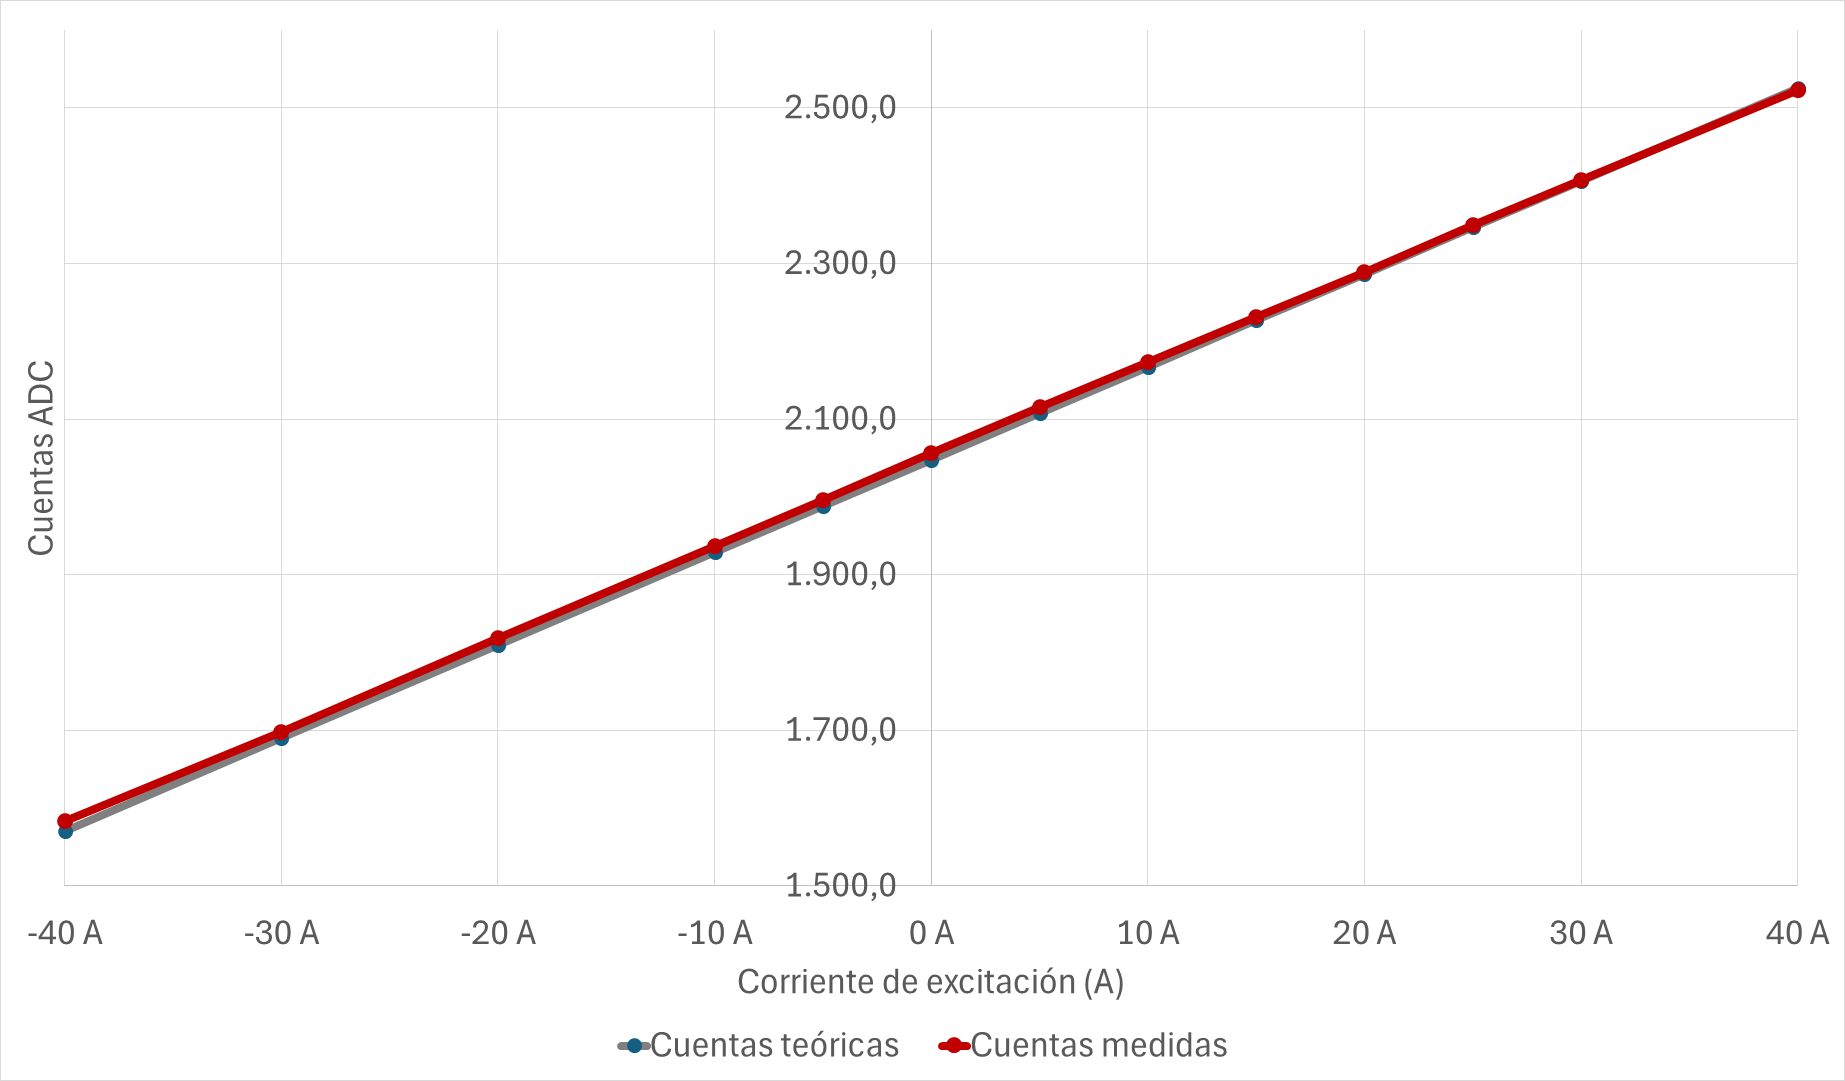 2.500,0
2.300,0
2.100,0
1.900,0
1.700,0
1.500,0
Cuentas ADC
-40 A -30 A -20 A -10 A 0 A 10 A 20 A 30 A 40 A
Corriente de excitación (A)
Cuentas teóricas Cuentas medidas